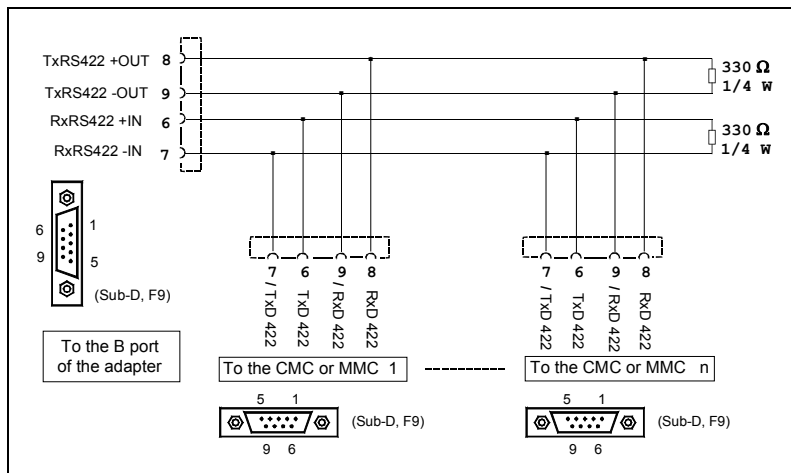 TxRS422 +OUT 8
TxRS422 -OUT 9
RxRS422 +IN 6
RxRS422 -IN 7
330 Ω
1/4 W
330 Ω
1/4 W
6 1
9 5
(Sub-D, F9)
To the B port
of the adapter
7 6 9 8
/ TxD 422
TxD 422
/ RxD 422
RxD 422
To the CMC or MMC 1
5 1
(Sub-D, F9)
9 6
7 6 9 8
/ TxD 422
TxD 422
/ RxD 422
RxD 422
To the CMC or MMC n
5 1
(Sub-D, F9)
9 6